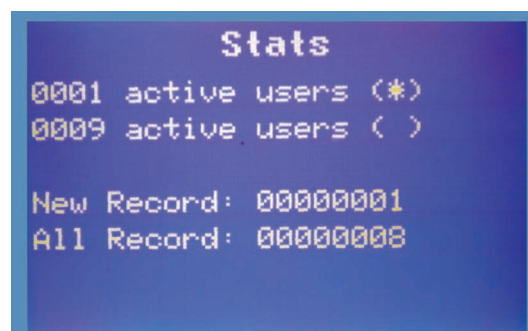 Stats
0001 active users (*)
0009 active users ( )
New Record: 00000001
All Record: 00000008